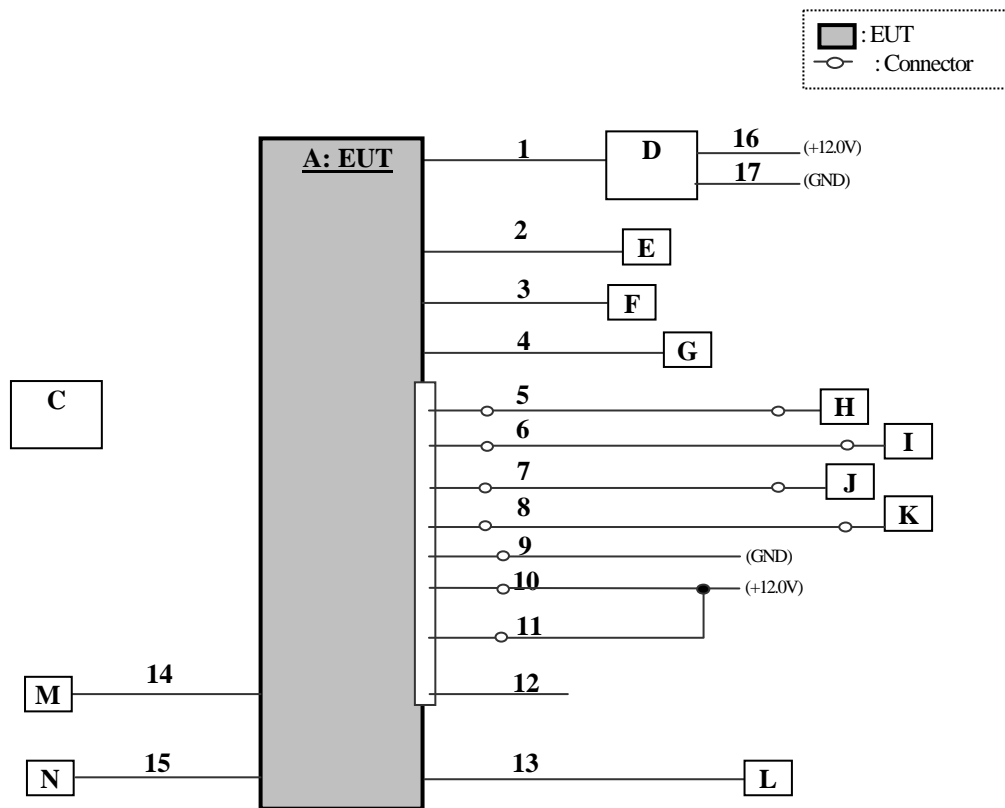 : EUT
: Connector
A: EUT
1
D
16
(+12.0V)
17
(GND)
2
E
3
F
4
G
C
5
H
6
I
7
J
8
K
9
(GND)
10
(+12.0V)
11
12
M
14
N
15
13
L